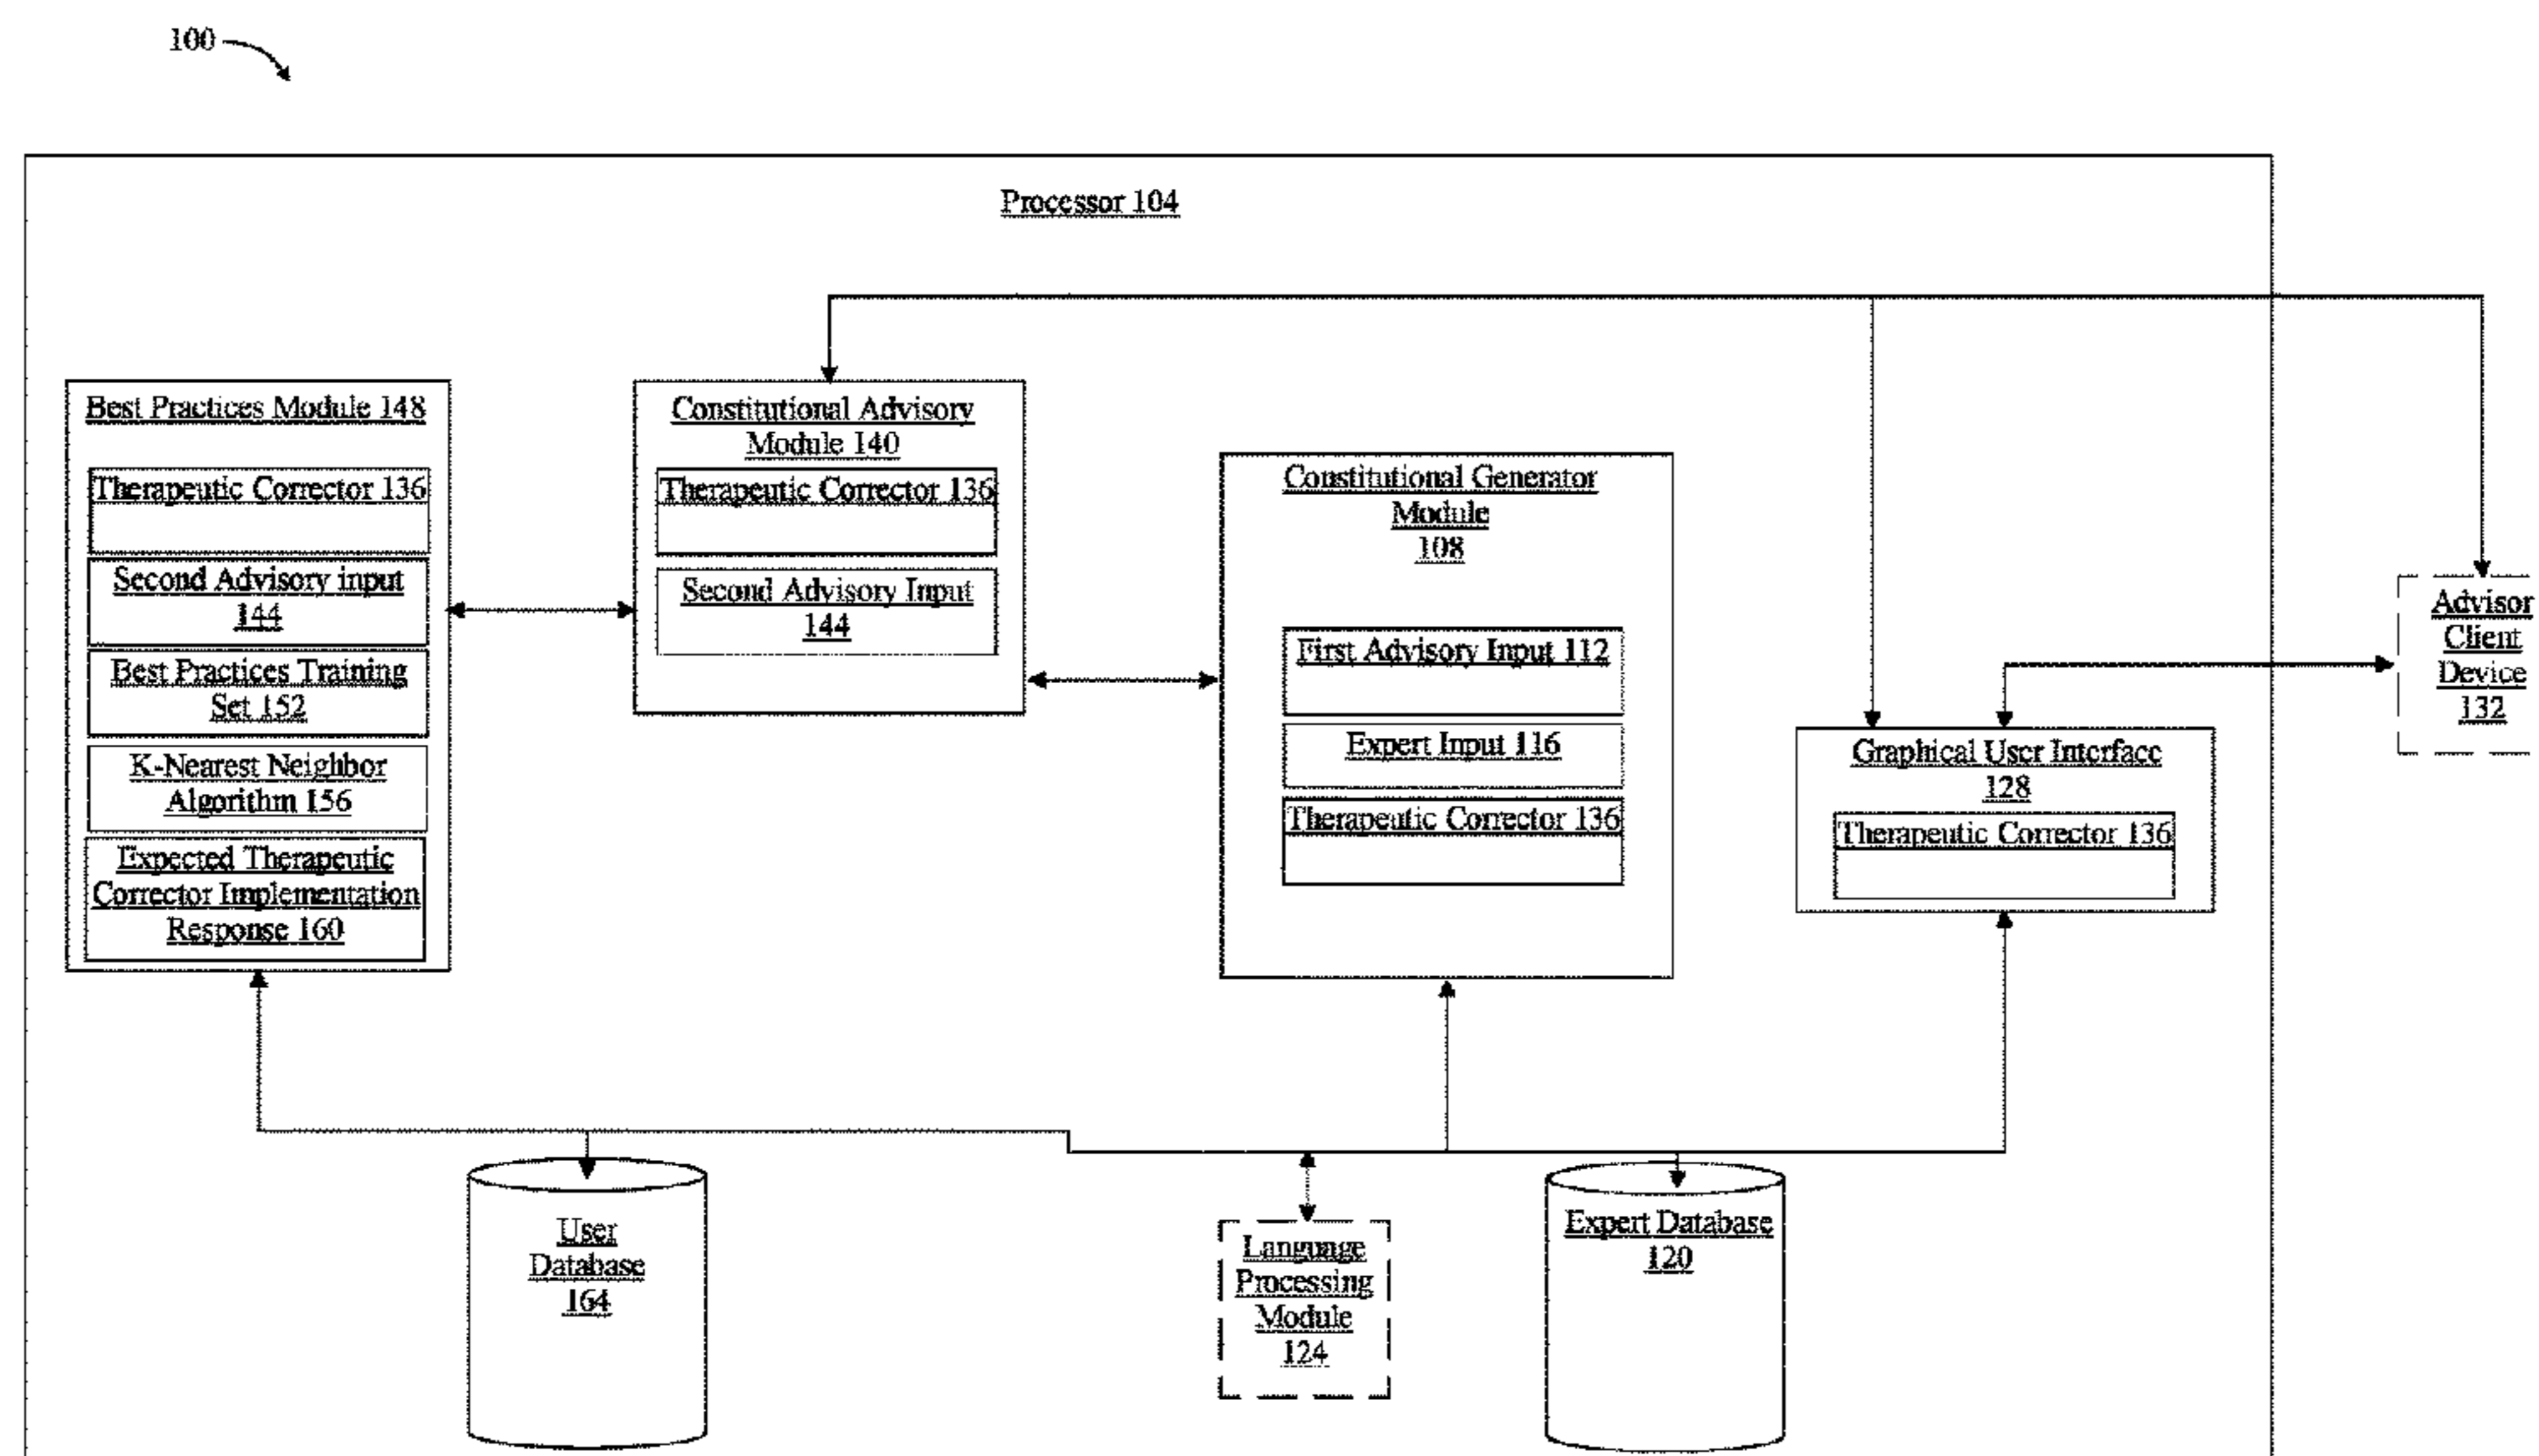 100
Processor 104
Best Practices Module 148
Therapeutic Corrector 136
Second Advisory input
144
Best Practices Training
Set 152
K-Nearest Neighbor
Algorithm 156
Expected Therapeutic
Corrector Implementation
Response 160
Constitutional Advisory
Module 140
Therapeutic Corrector 136
Second Advisory Input
144
Constitutional Generator
Module
108
First Advisory Input 112
Expert Input 116
Therapeutic Corrector 136
Graphical User Interface
128
Therapeutic Corrector 136
Advisor
Client
Device
132
User
Database
164
Language
Processing
Module
124
Expert Database
120